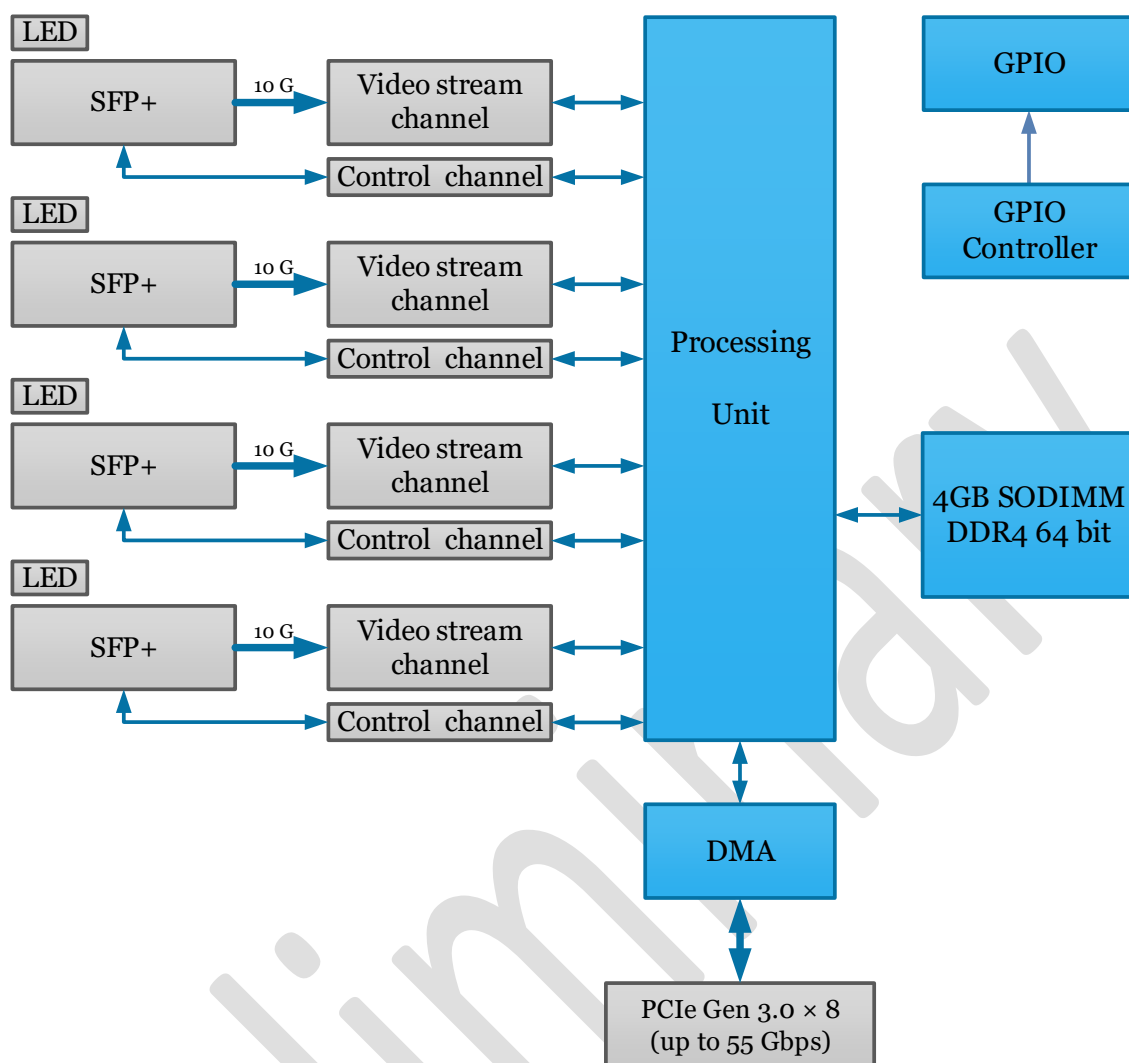 LED
SFP+
10 G
Video stream
channel
Control channel
LED
SFP+
10 G
Video stream
channel
Control channel
LED
SFP+
10 G
Video stream
channel
Control channel
LED
SFP+
10 G
Video stream
channel
Control channel
Processing
Unit
GPIO
GPIO
Controller
4GB SODIMM
DDR4 64 bit
DMA
PCIe Gen 3.0 × 8
(up to 55 Gbps)
liminary